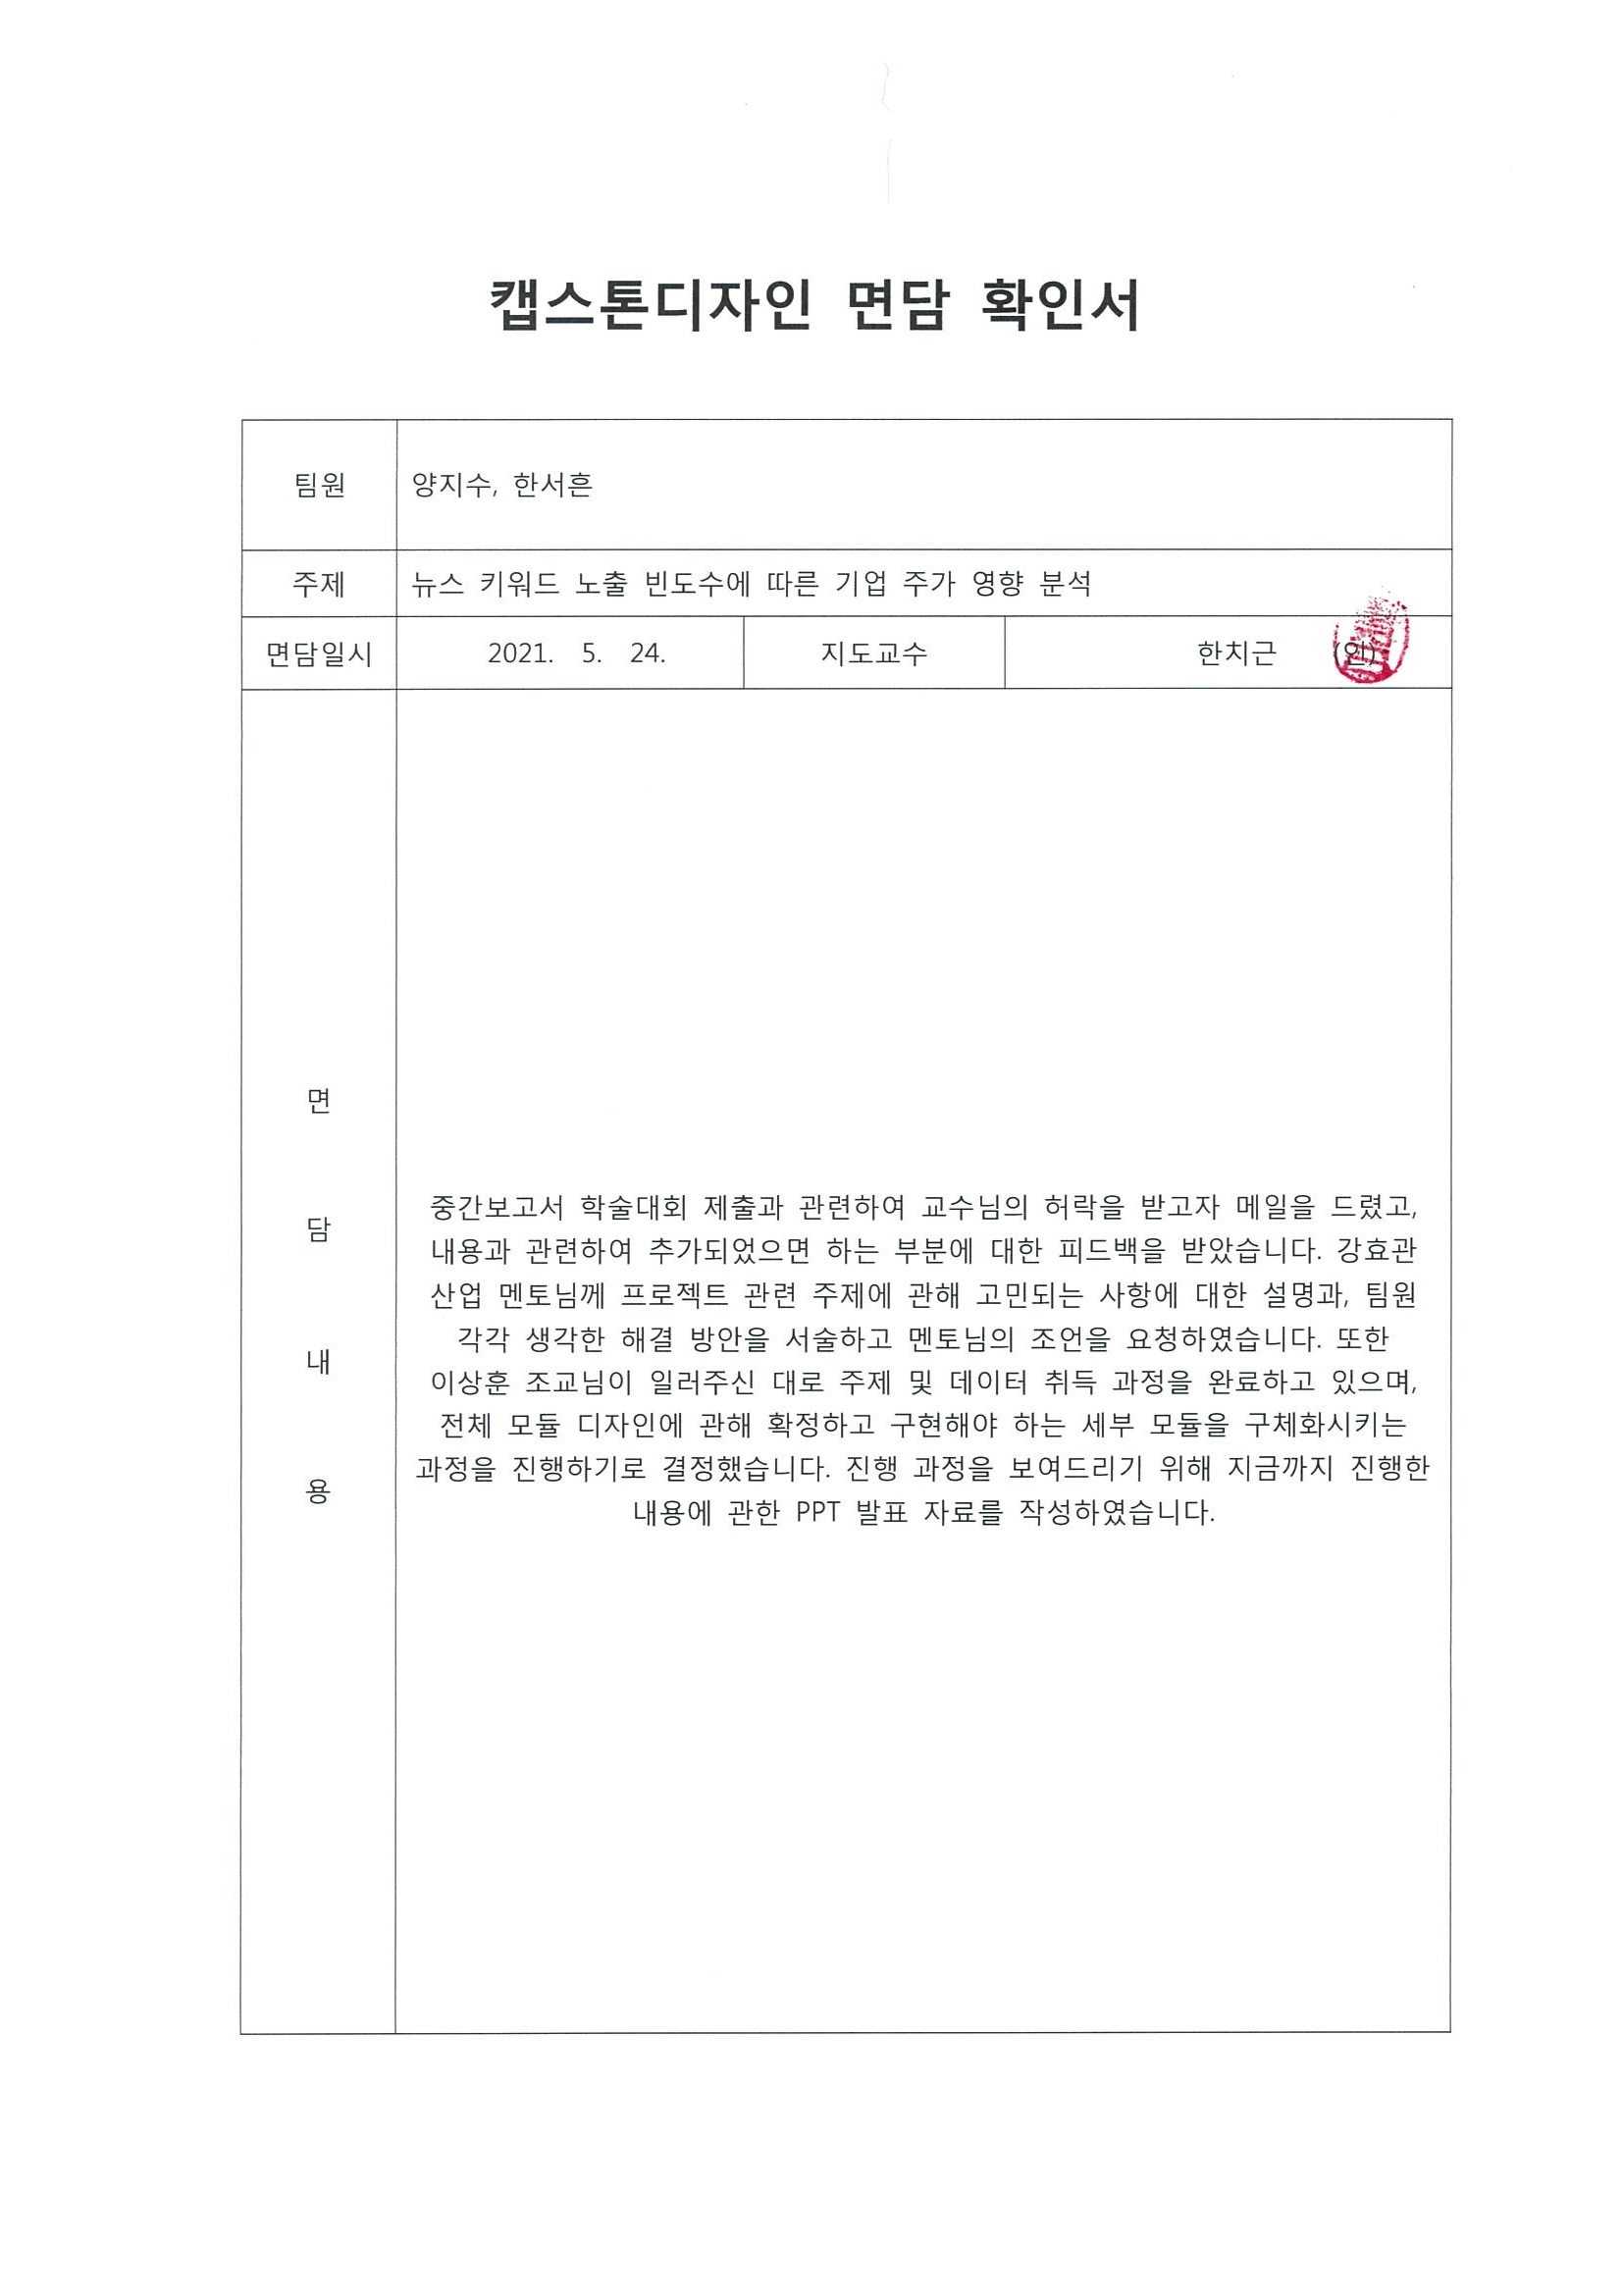 캡스톤디자인 면담 확인서
팀원 양지수, 한서흔
주제 뉴스 키워드 노출 빈도수에 따른 기업 주가 영향 분석
면담일시 2021. 5. 24. 지도교수 한치근 (인)
면
담
내
용
중간보고서 학술대회 제출과 관련하여 교수님의 허락을 받고자 메일을 드렸고,
내용과 관련하여 추가되었으면 하는 부분에 대한 피드백을 받았습니다. 강효관
산업 멘토님께 프로젝트 관련 주제에 관해 고민되는 사항에 대한 설명과, 팀원
각각 생각한 해결 방안을 서술하고 멘토님의 조언을 요청하였습니다. 또한
이상훈 조교님이 일러주신 대로 주제 및 데이터 취득 과정을 완료하고 있으며,
전체 모듈 디자인에 관해 확정하고 구현해야 하는 세부 모듈을 구체화시키는
과정을 진행하기로 결정했습니다. 진행 과정을 보여드리기 위해 지금까지 진행한
내용에 관한 PPT 발표 자료를 작성하였습니다.